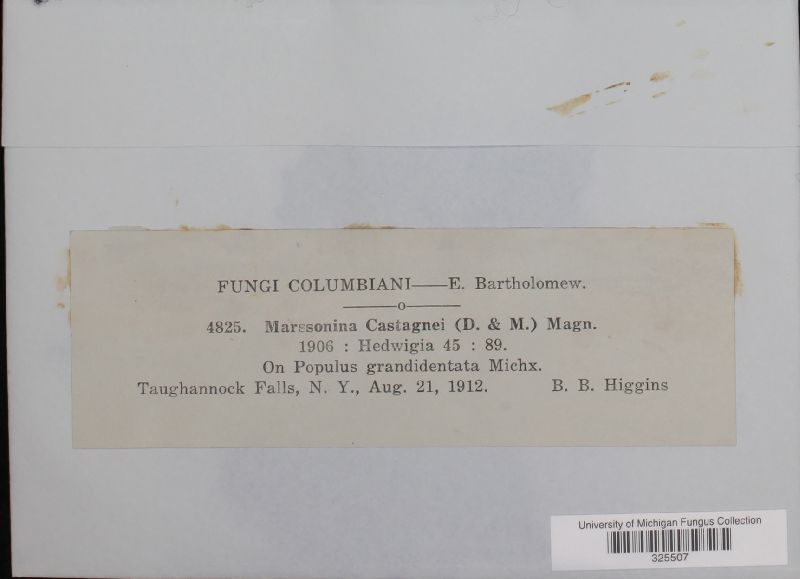 FUNGI COLUMBIANI——E. Bartholomew.
———o———
4825. Marssonina Castagnei (D. & M.) Magn.
1906 : Hedwigia 45 : 89.
On Populus grandidentata Michx.
Taughannock Falls, N. Y., Aug. 21, 1912. B. B. Higgins
University of Michigan Fungus Collection
325507